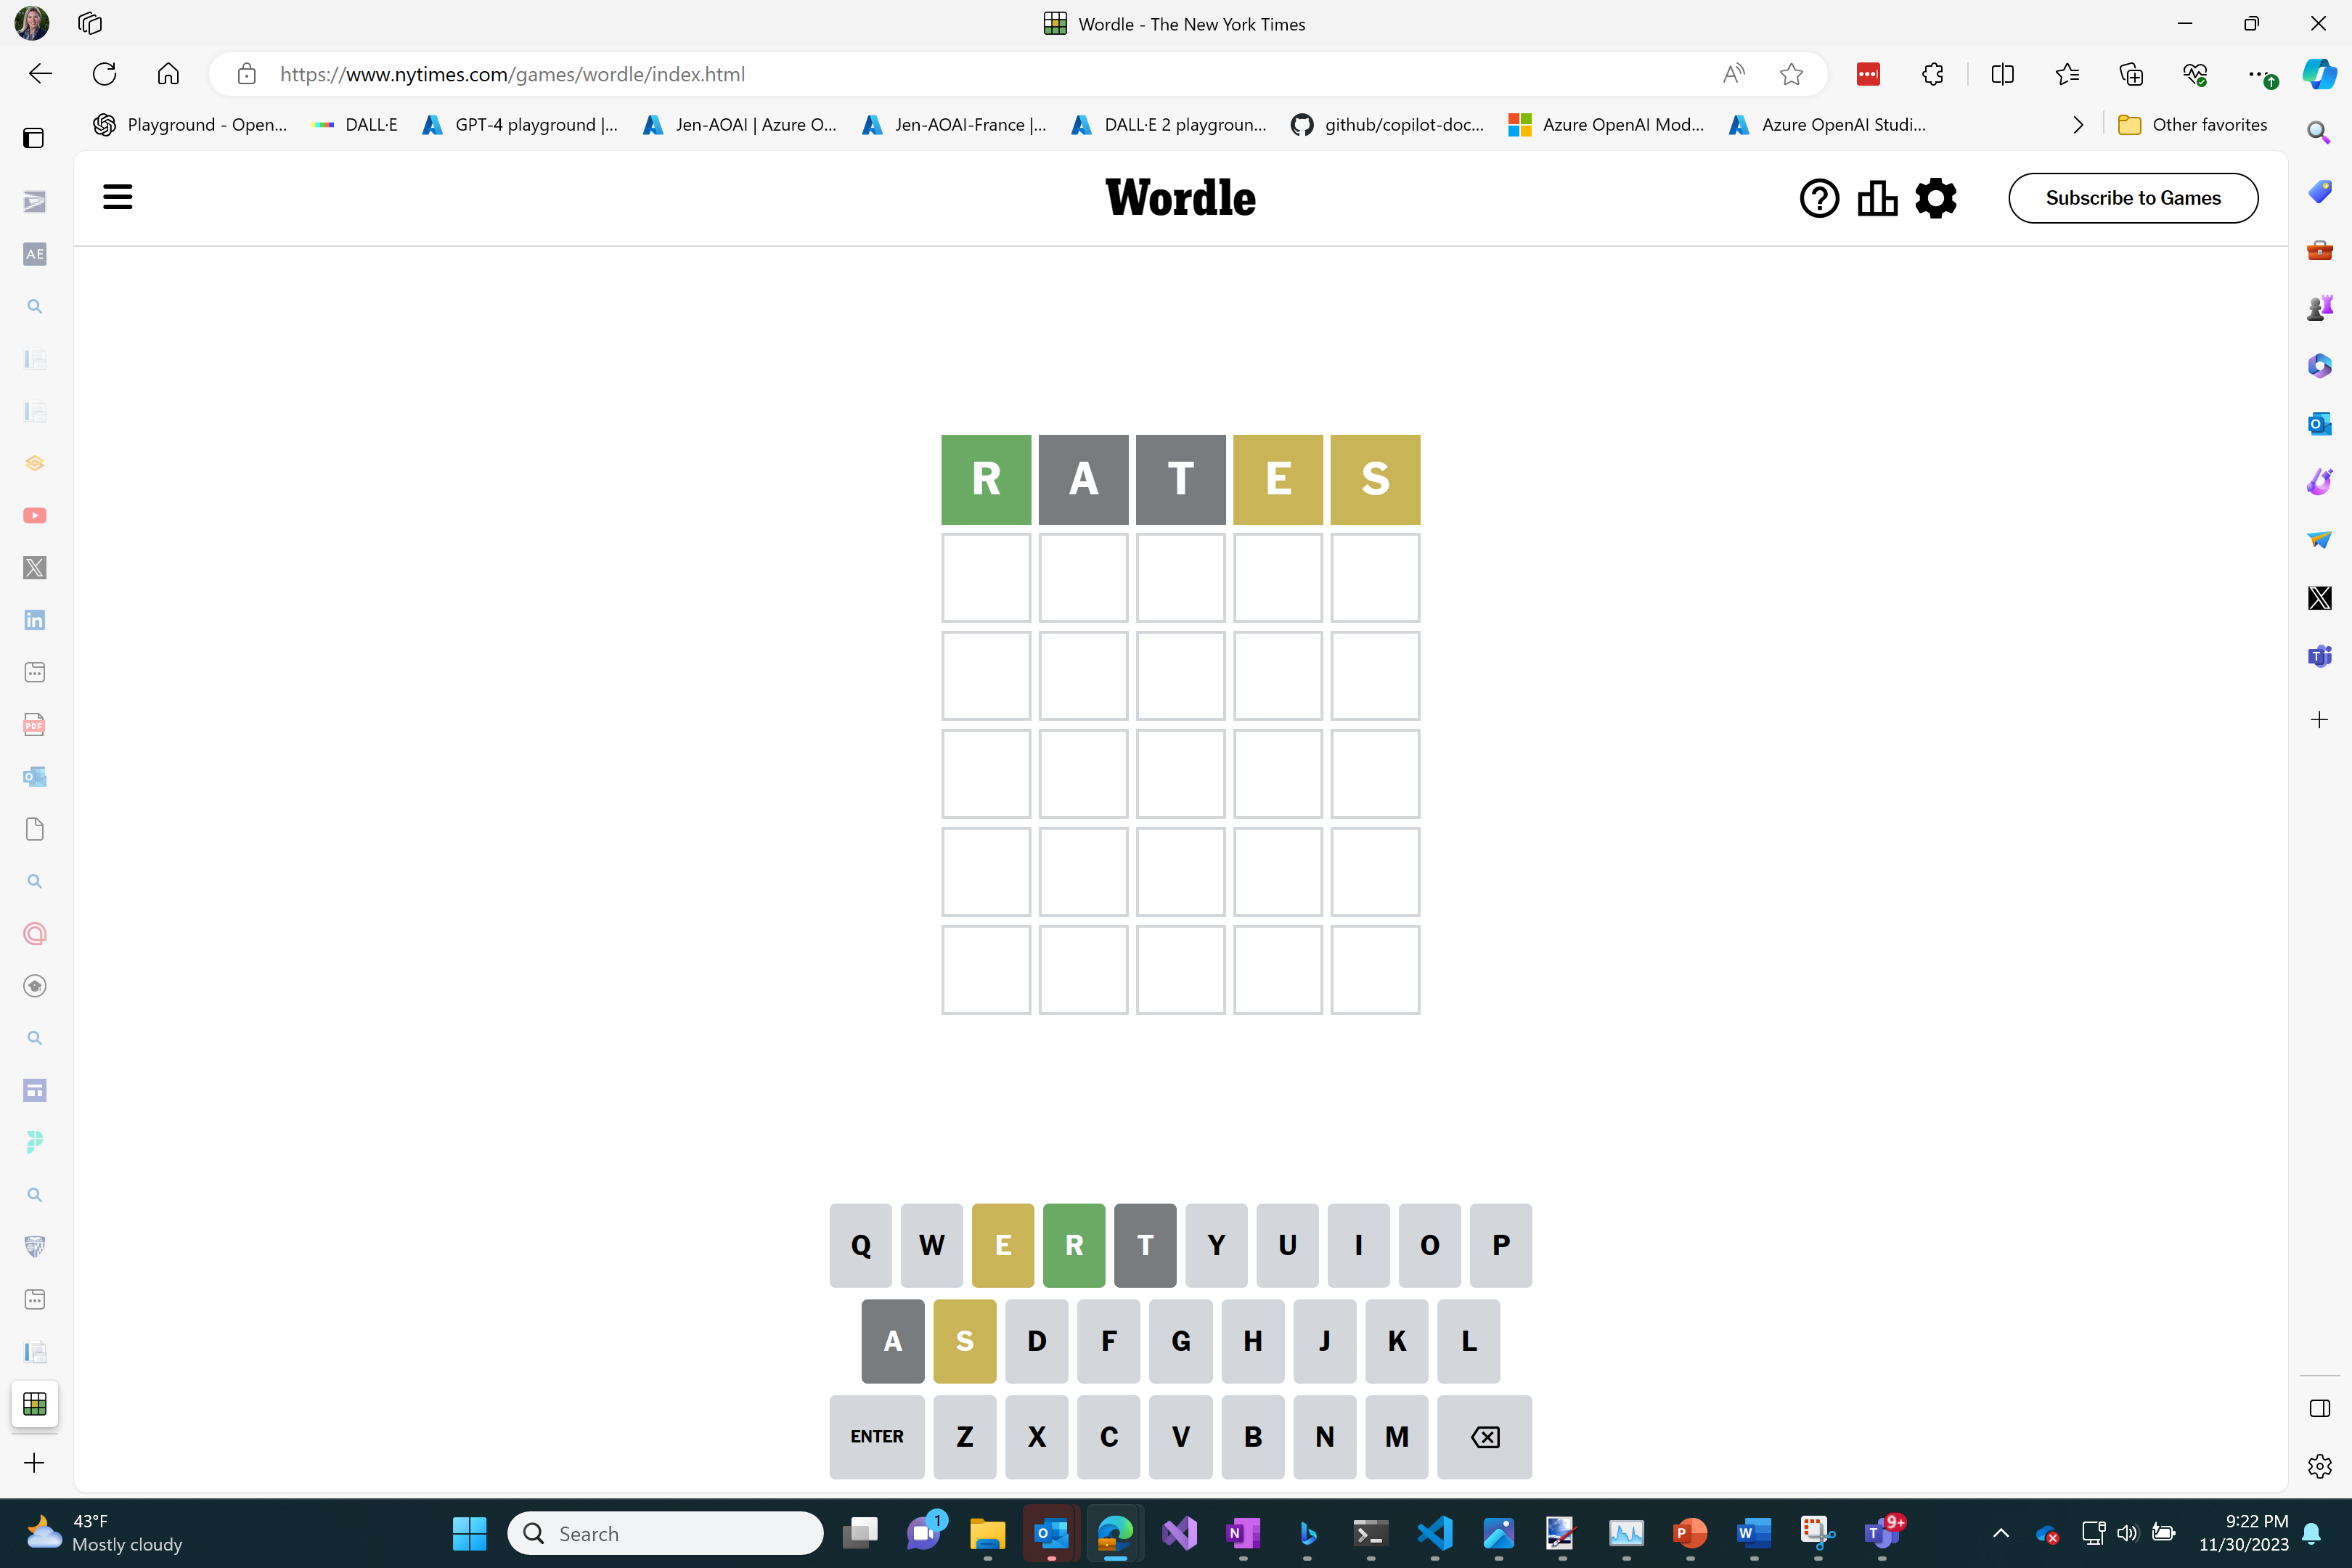 Wordle - The New York Times
https://www.nytimes.com/games/wordle/index.html
Playground - Open... DALL·E GPT-4 playground |... Jen-AOAI | Azure O... Jen-AOAI-France |... DALL·E 2 playgroun... github/copilot-doc... Azure OpenAI Mod... Azure OpenAI Studi... Other favorites
Wordle Subscribe to Games
AE
PDF
R A T E S
Q W E R T Y U I O P
A S D F G H J K L
ENTER Z X C V B N M
43°F
Mostly cloudy
Search
1
9+
9:22 PM
11/30/2023